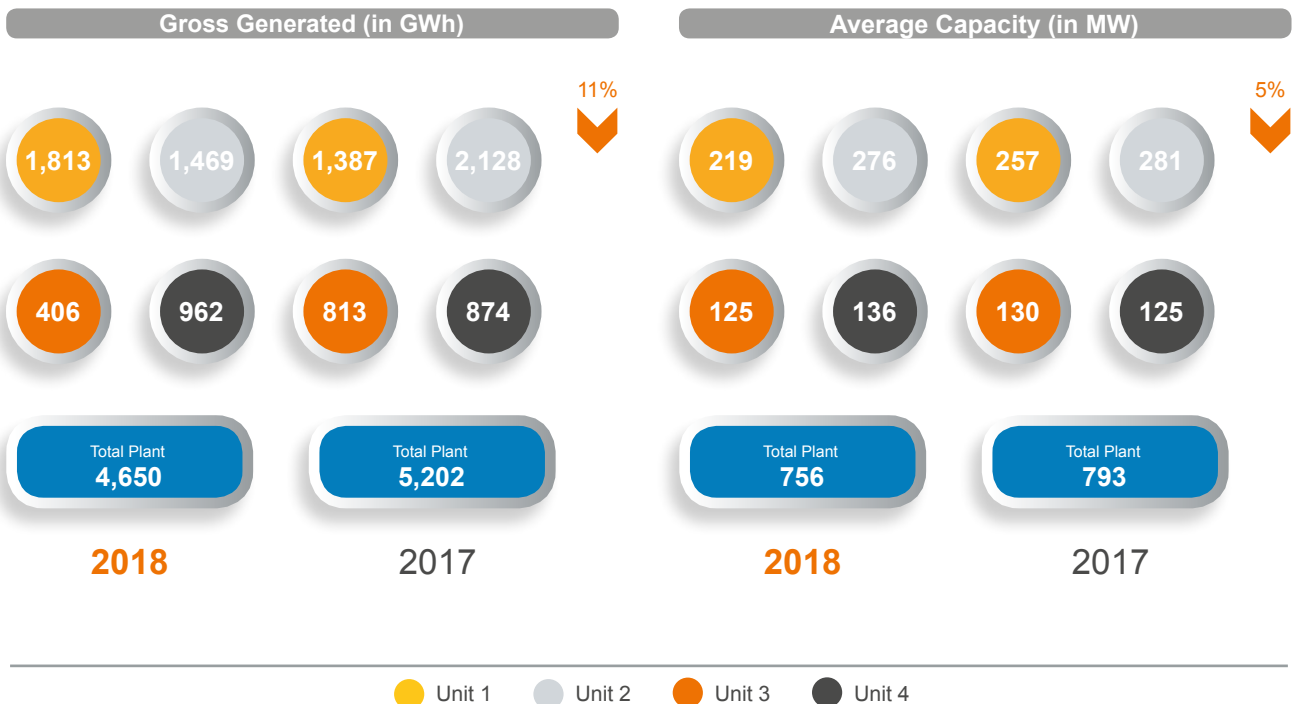 Gross Generated (in GWh)
Average Capacity (in MW)
11%
5%
1,813
1,469
1,387
2,128
219
276
257
281
406
962
813
874
125
136
130
125
Total Plant
4,650
Total Plant
5,202
Total Plant
756
Total Plant
793
2018
2017
2018
2017
Unit 1
Unit 2
Unit 3
Unit 4